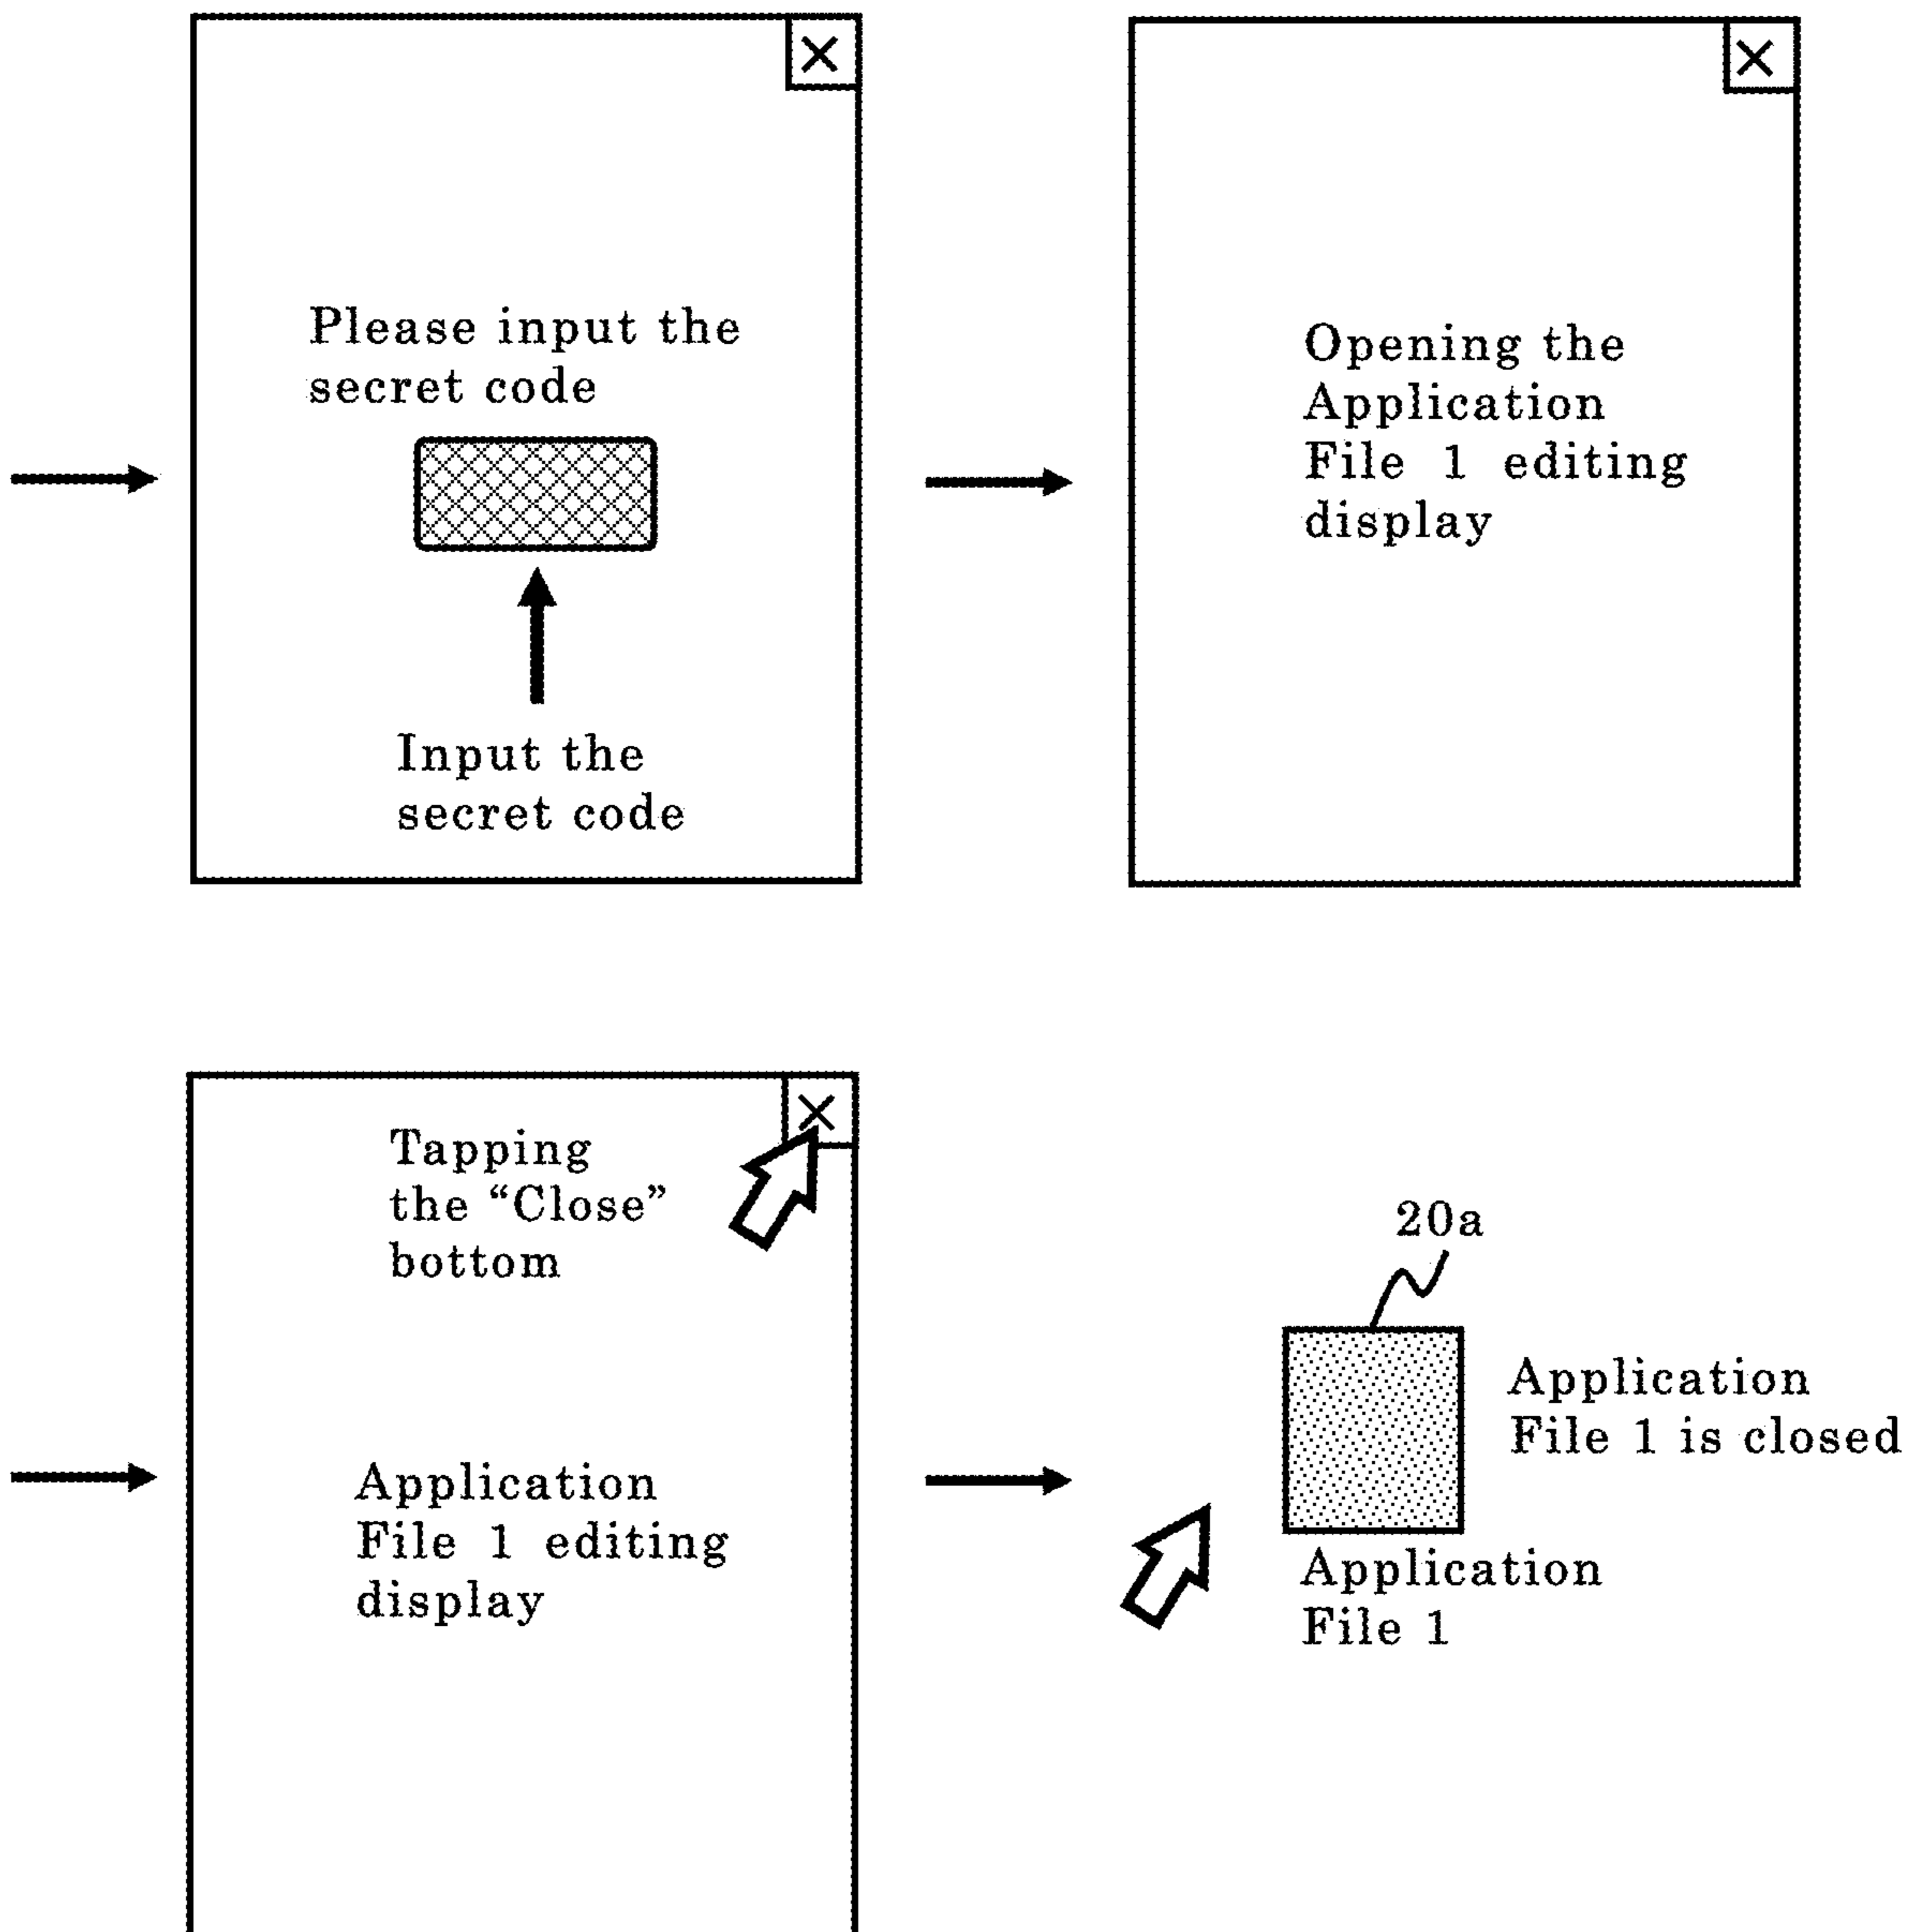 Please input the
secret code
Input the
secret code
Opening the
Application
File 1 editing
display
Tapping
the “Close”
bottom
Application
File 1 editing
display
20a
Application
File 1 is closed
Application
File 1